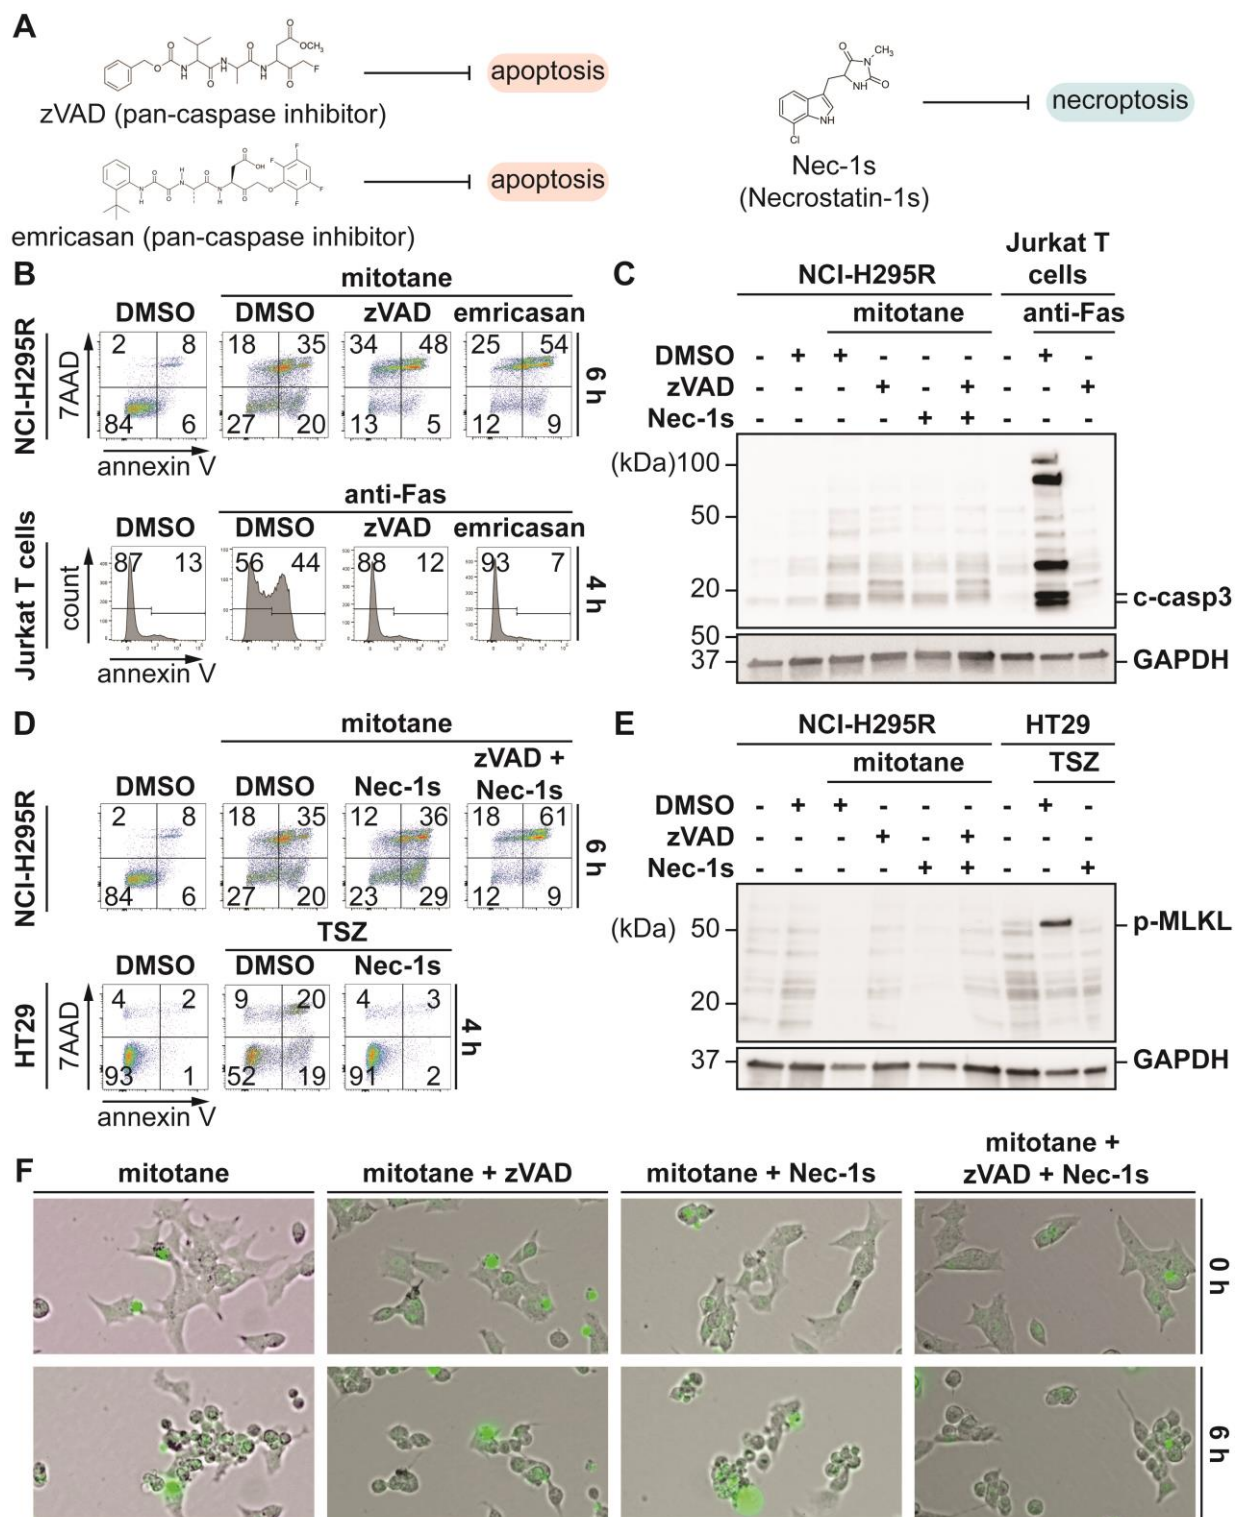 A
zVAD (pan-caspase inhibitor)
apoptosis
emricasan (pan-caspase inhibitor)
apoptosis
Nec-1s
(Necrostatin-1s)
necroptosis
B
mitotane
DMSO DMSO zVAD emricasan
NCI-H295R
7AAD
2 8 18 35 34 48 25 54
84 6 27 20 13 5 12 9
6 h
annexin V
anti-Fas
DMSO DMSO zVAD emricasan
Jurkat T cells
count
87 13 56 44 88 12 93 7
4 h
annexin V
C
NCI-H295R
Jurkat T
cells
mitotane
anti-Fas
DMSO - + + - - - - + -
zVAD - - - + - + - - +
Nec-1s - - - - + + - - -
(kDa) 100
50
20
c-casp3
50
37
GAPDH
D
mitotane
zVAD +
DMSO DMSO Nec-1s Nec-1s
NCI-H295R
2 8 18 35 12 36 18 61
84 6 27 20 23 29 12 9
6 h
TSZ
DMSO DMSO Nec-1s
HT29
7AAD
4 2 9 20 4 3
93 1 52 19 91 2
4 h
annexin V
E
NCI-H295R HT29
mitotane TSZ
DMSO - + + - - - - + -
zVAD - - - + - + - - -
Nec-1s - - - - + + - - +
(kDa) 50
p-MLKL
20
37
GAPDH
F
mitotane
mitotane + zVAD
mitotane + Nec-1s
mitotane +
zVAD + Nec-1s
0 h
6 h